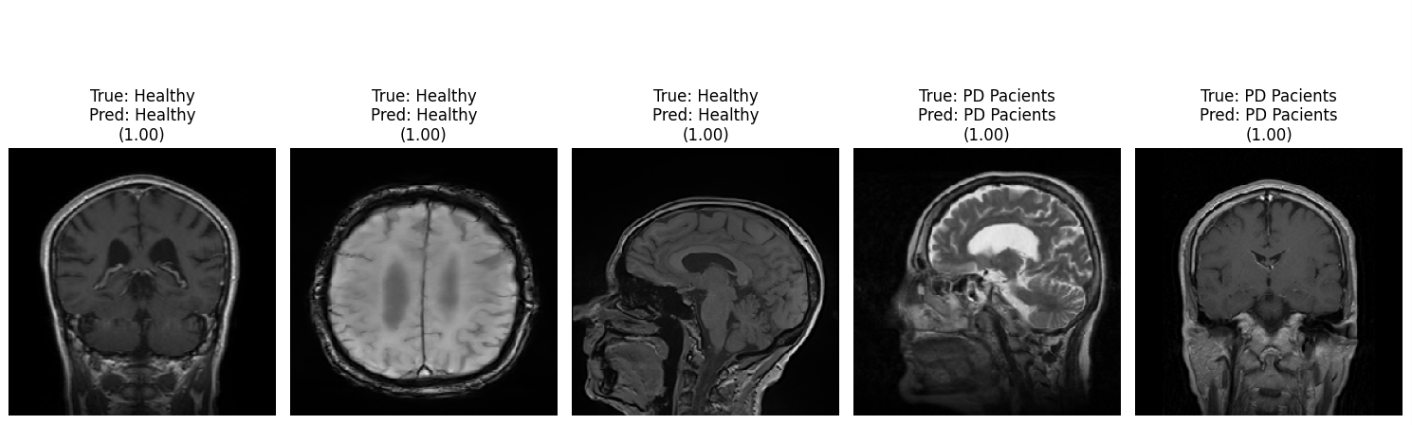 True: Healthy
Pred: Healthy
(1.00)
True: Healthy
Pred: Healthy
(1.00)
True: Healthy
Pred: Healthy
(1.00)
True: PD Pacients
Pred: PD Pacients
(1.00)
True: PD Pacients
Pred: PD Pacients
(1.00)